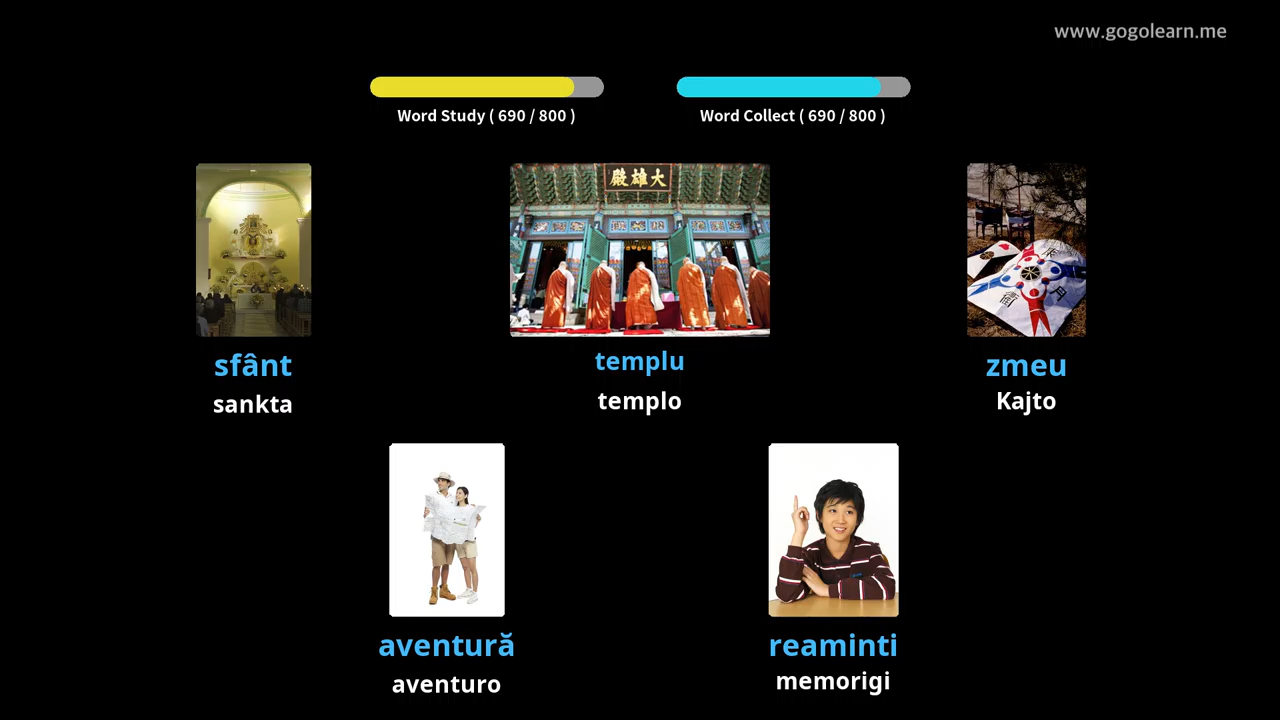 www.gogolearn.me
Word Study ( 690 / 800 )
Word Collect ( 690 / 800 )
殿雄大
sfânt
sankta
templu
templo
zmeu
Kajto
aventură
aventuro
reaminti
memorigi